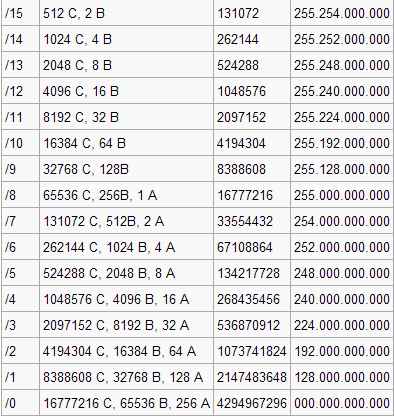 /15 512 C, 2 B 131072 255.254.000.000
/14 1024 C, 4 B 262144 255.252.000.000
/13 2048 C, 8 B 524288 255.248.000.000
/12 4096 C, 16 B 1048576 255.240.000.000
/11 8192 C, 32 B 2097152 255.224.000.000
/10 16384 C, 64 B 4194304 255.192.000.000
/9 32768 C, 128B 8388608 255.128.000.000
/8 65536 C, 256B, 1 A 16777216 255.000.000.000
/7 131072 C, 512B, 2 A 33554432 254.000.000.000
/6 262144 C, 1024 B, 4 A 67108864 252.000.000.000
/5 524288 C, 2048 B, 8 A 134217728 248.000.000.000
/4 1048576 C, 4096 B, 16 A 268435456 240.000.000.000
/3 2097152 C, 8192 B, 32 A 536870912 224.000.000.000
/2 4194304 C, 16384 B, 64 A 1073741824 192.000.000.000
/1 8388608 C, 32768 B, 128 A 2147483648 128.000.000.000
/0 16777216 C, 65536 B, 256 A 4294967296 000.000.000.000